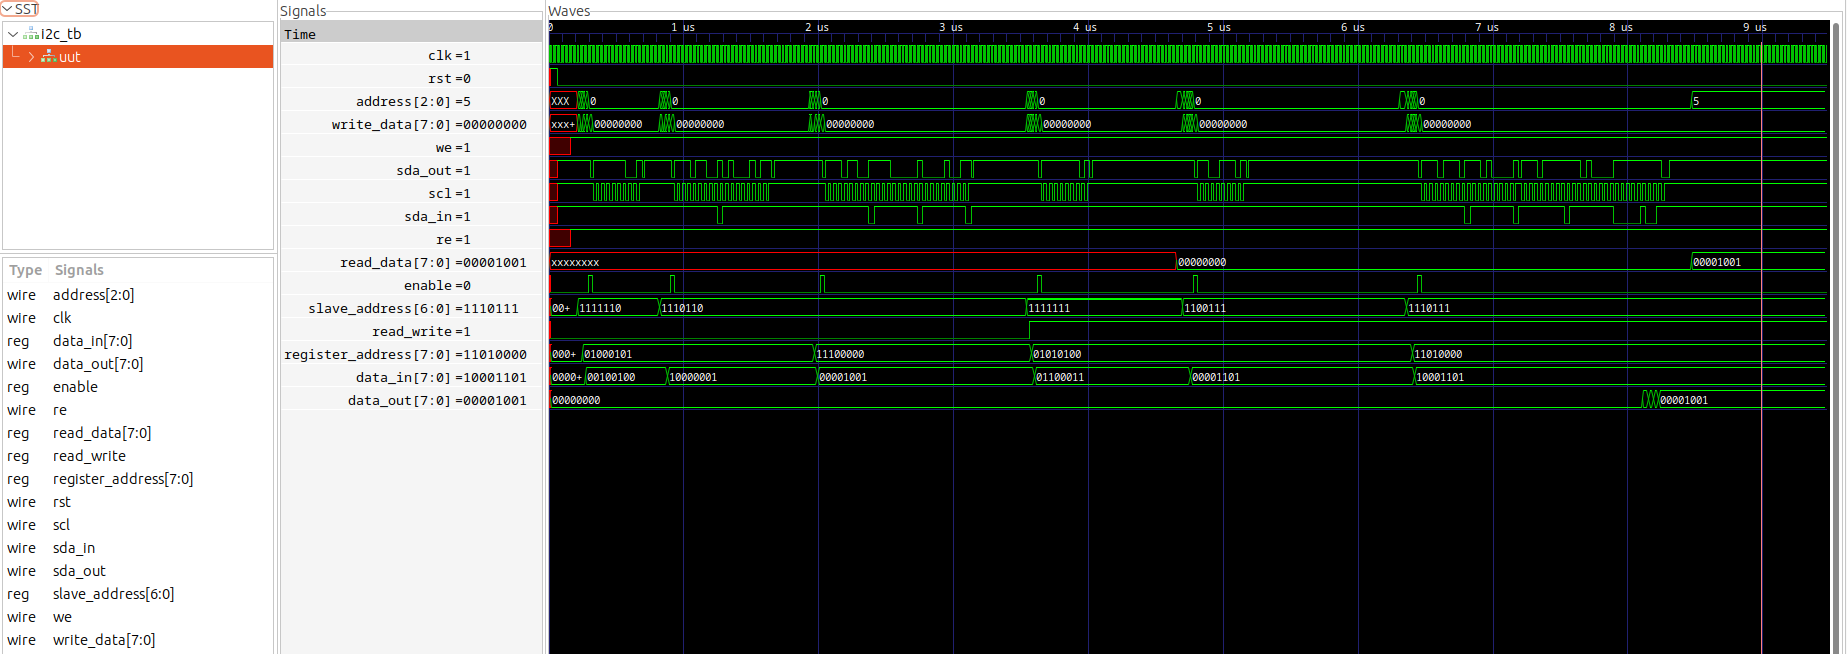 SST
i2c_tb
uut
Type Signals
wire address[2:0]
wire clk
reg data_in[7:0]
wire data_out[7:0]
reg enable
wire re
reg read_data[7:0]
reg read_write
reg register_address[7:0]
wire rst
wire scl
wire sda_in
wire sda_out
reg slave_address[6:0]
wire we
wire write_data[7:0]
Signals
Time
clk=1
rst=0
address[2:0]=5
write_data[7:0]=00000000
we=1
sda_out=1
scl=1
sda_in=1
re=1
read_data[7:0]=00001001
enable=0
slave_address[6:0]=1110111
read_write=1
register_address[7:0]=11010000
data_in[7:0]=10001101
data_out[7:0]=00001001
Waves
0 1 us 2 us 3 us 4 us 5 us 6 us 7 us 8 us 9 us
XXX 0 0 0 0 0 0 5
xxx+ 00000000 00000000 00000000 00000000 00000000 00000000
xxxxxxxx 00000000 00001001
00+ 1111110 1110110 1111111 1100111 1110111
000+ 01000101 11100000 01010100 11010000
0000+ 00100100 10000001 00001001 01100011 00001101 10001101
00000000 00001001